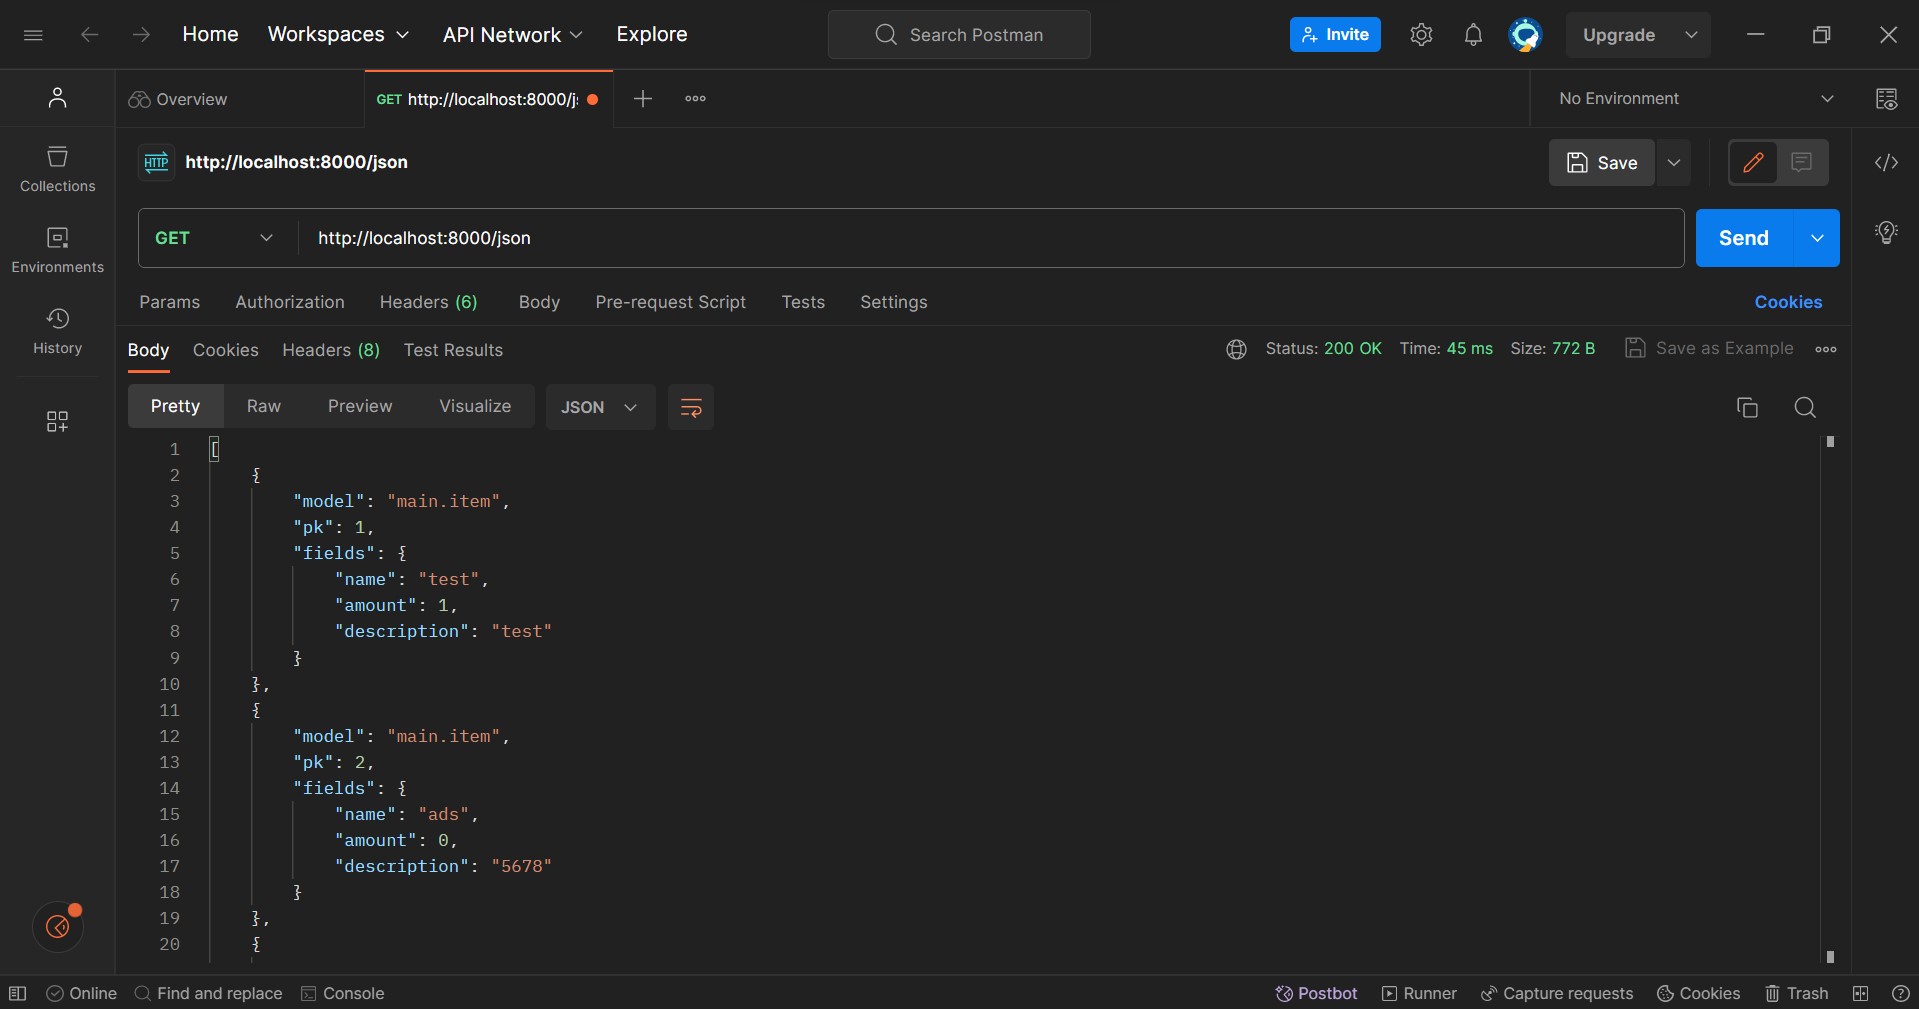 Home Workspaces API Network Explore Search Postman Invite Upgrade
Overview GET http://localhost:8000/j No Environment
HTTP http://localhost:8000/json Save
Collections
GET http://localhost:8000/json Send
Environments
Params Authorization Headers (6) Body Pre-request Script Tests Settings Cookies
History
Body Cookies Headers (8) Test Results Status: 200 OK Time: 45 ms Size: 772 B Save as Example
Pretty Raw Preview Visualize JSON
1 [
2 {
3 "model": "main.item",
4 "pk": 1,
5 "fields": {
6 "name": "test",
7 "amount": 1,
8 "description": "test"
9 }
10 },
11 {
12 "model": "main.item",
13 "pk": 2,
14 "fields": {
15 "name": "ads",
16 "amount": 0,
17 "description": "5678"
18 }
19 },
20 {
Online Find and replace Console Postbot Runner Capture requests Cookies Trash